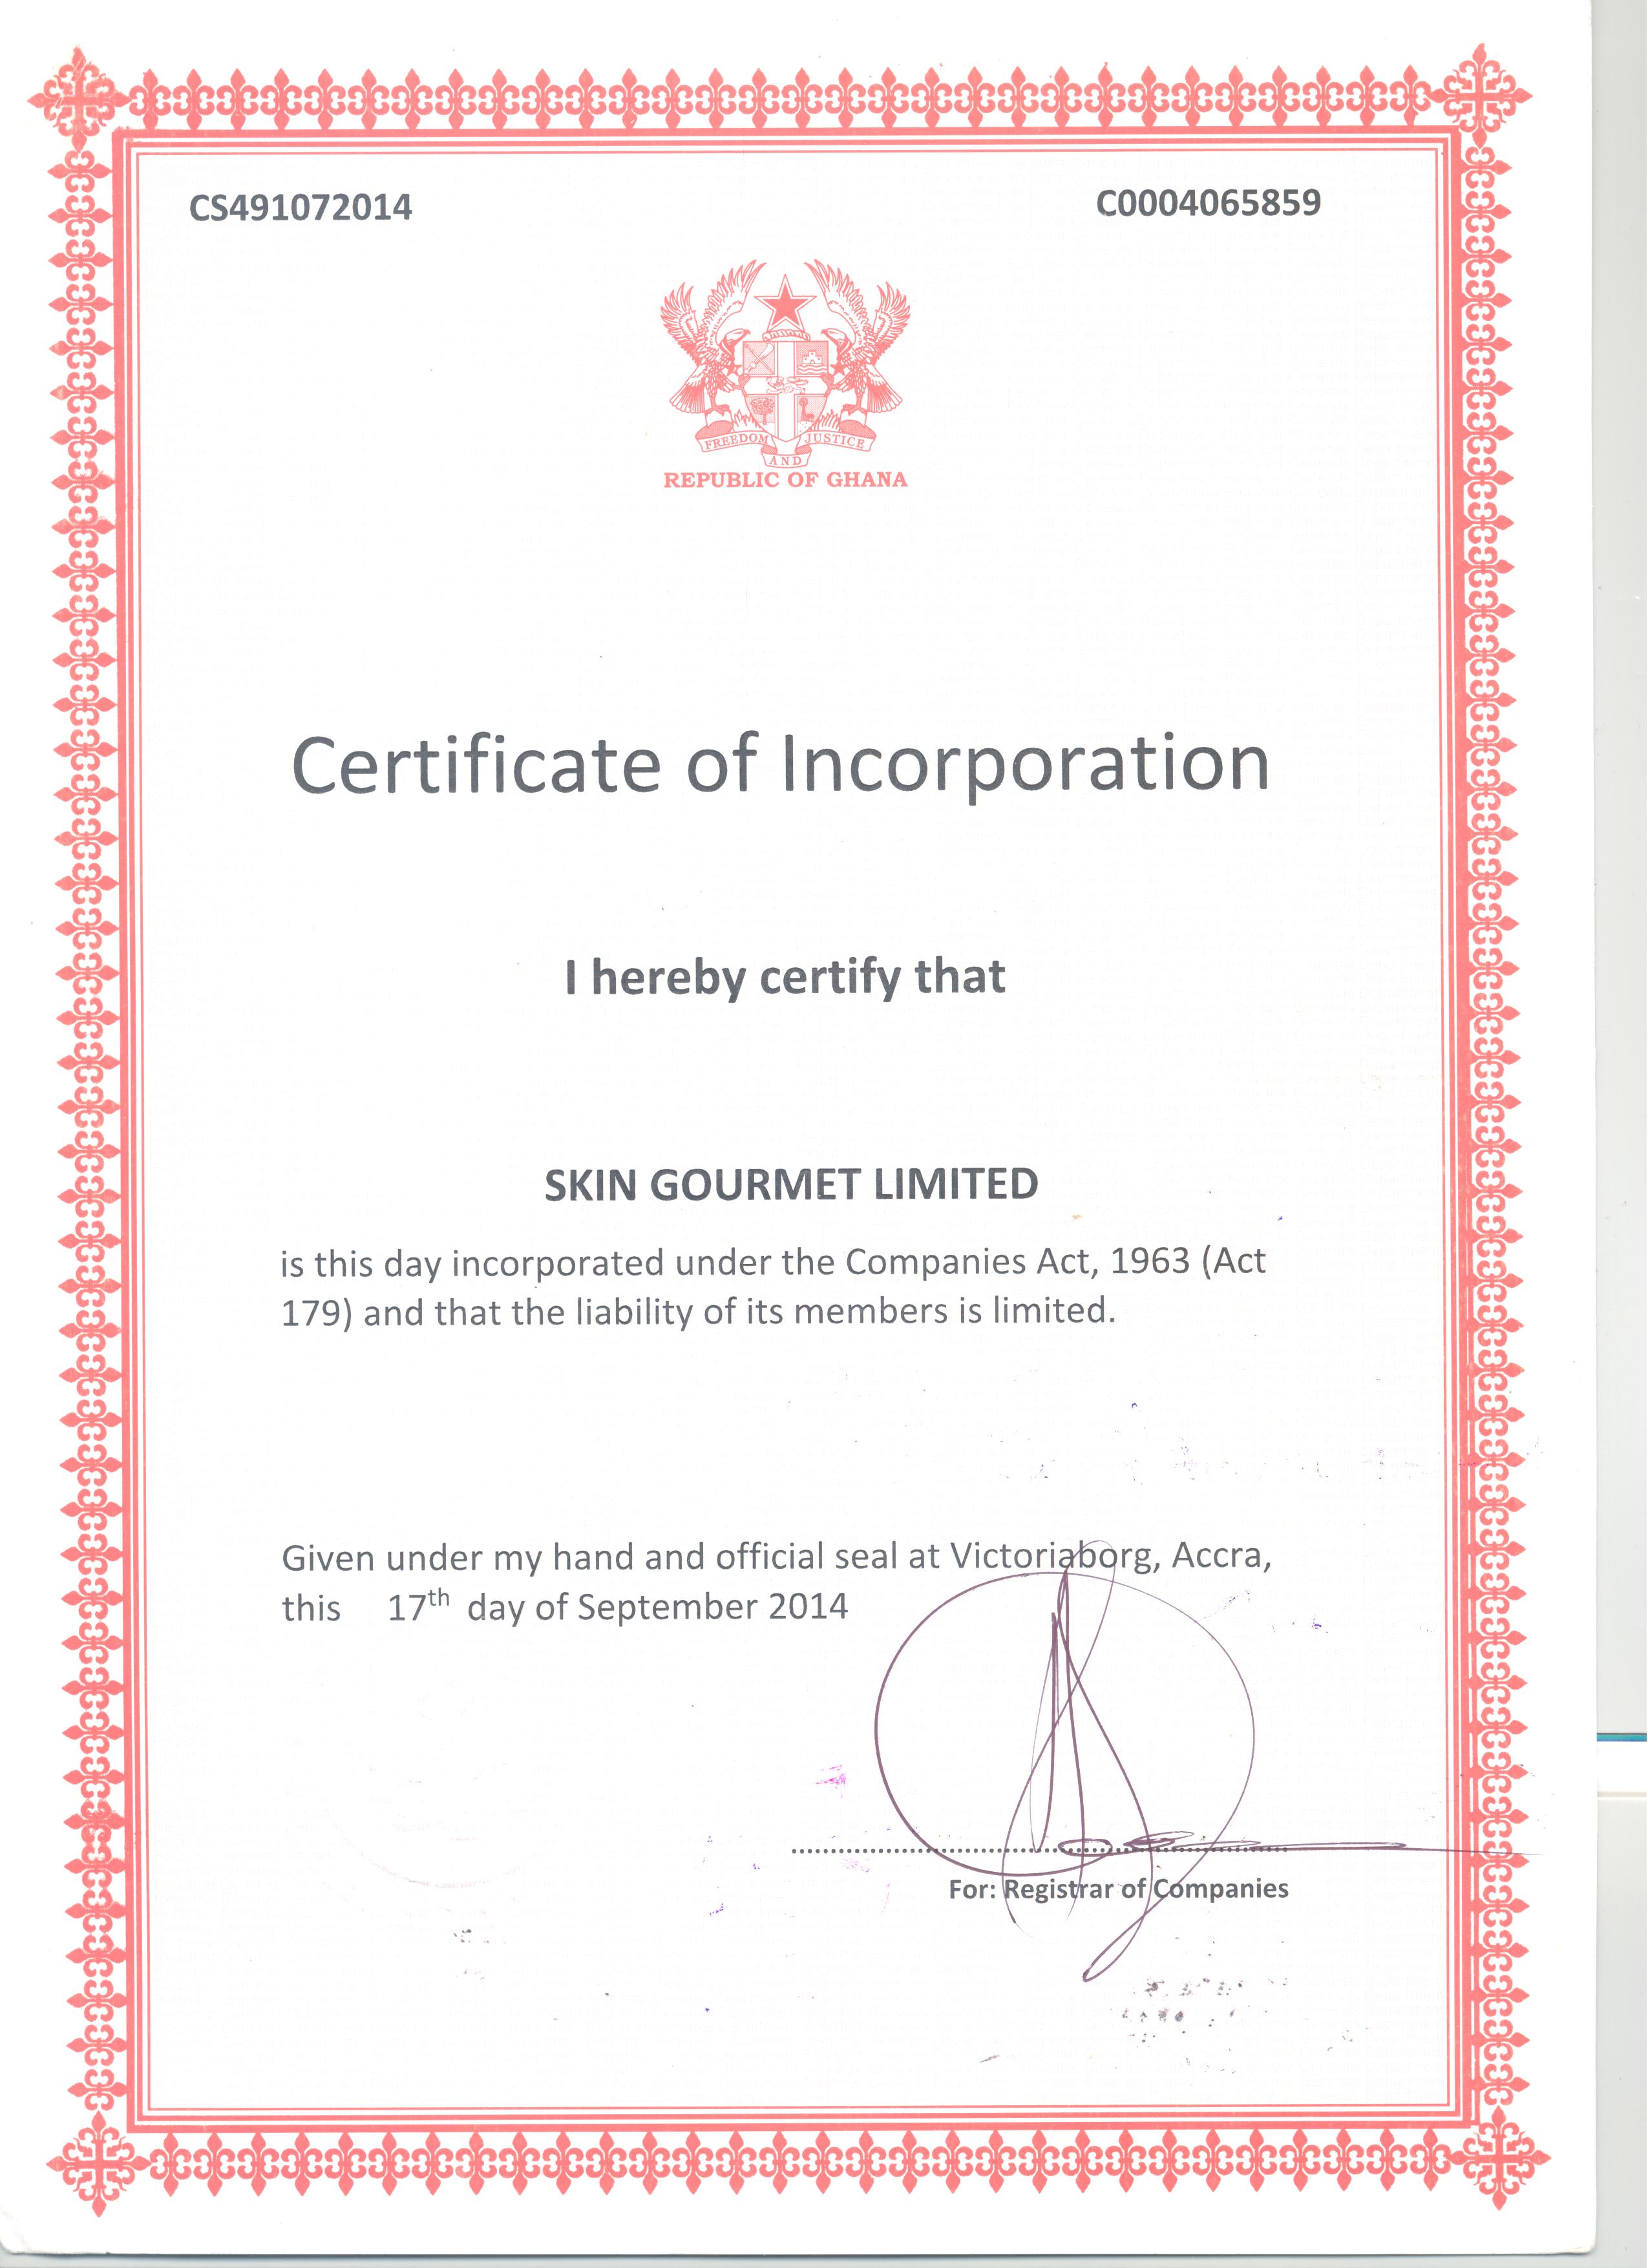 CS491072014
C0004065859
FREEDOM JUSTICE
AND
REPUBLIC OF GHANA
Certificate of Incorporation
I hereby certify that
SKIN GOURMET LIMITED
is this day incorporated under the Companies Act, 1963 (Act
179) and that the liability of its members is limited.
Given under my hand and official seal at Victoriaborg, Accra,
this 17th day of September 2014
For: Registrar of Companies